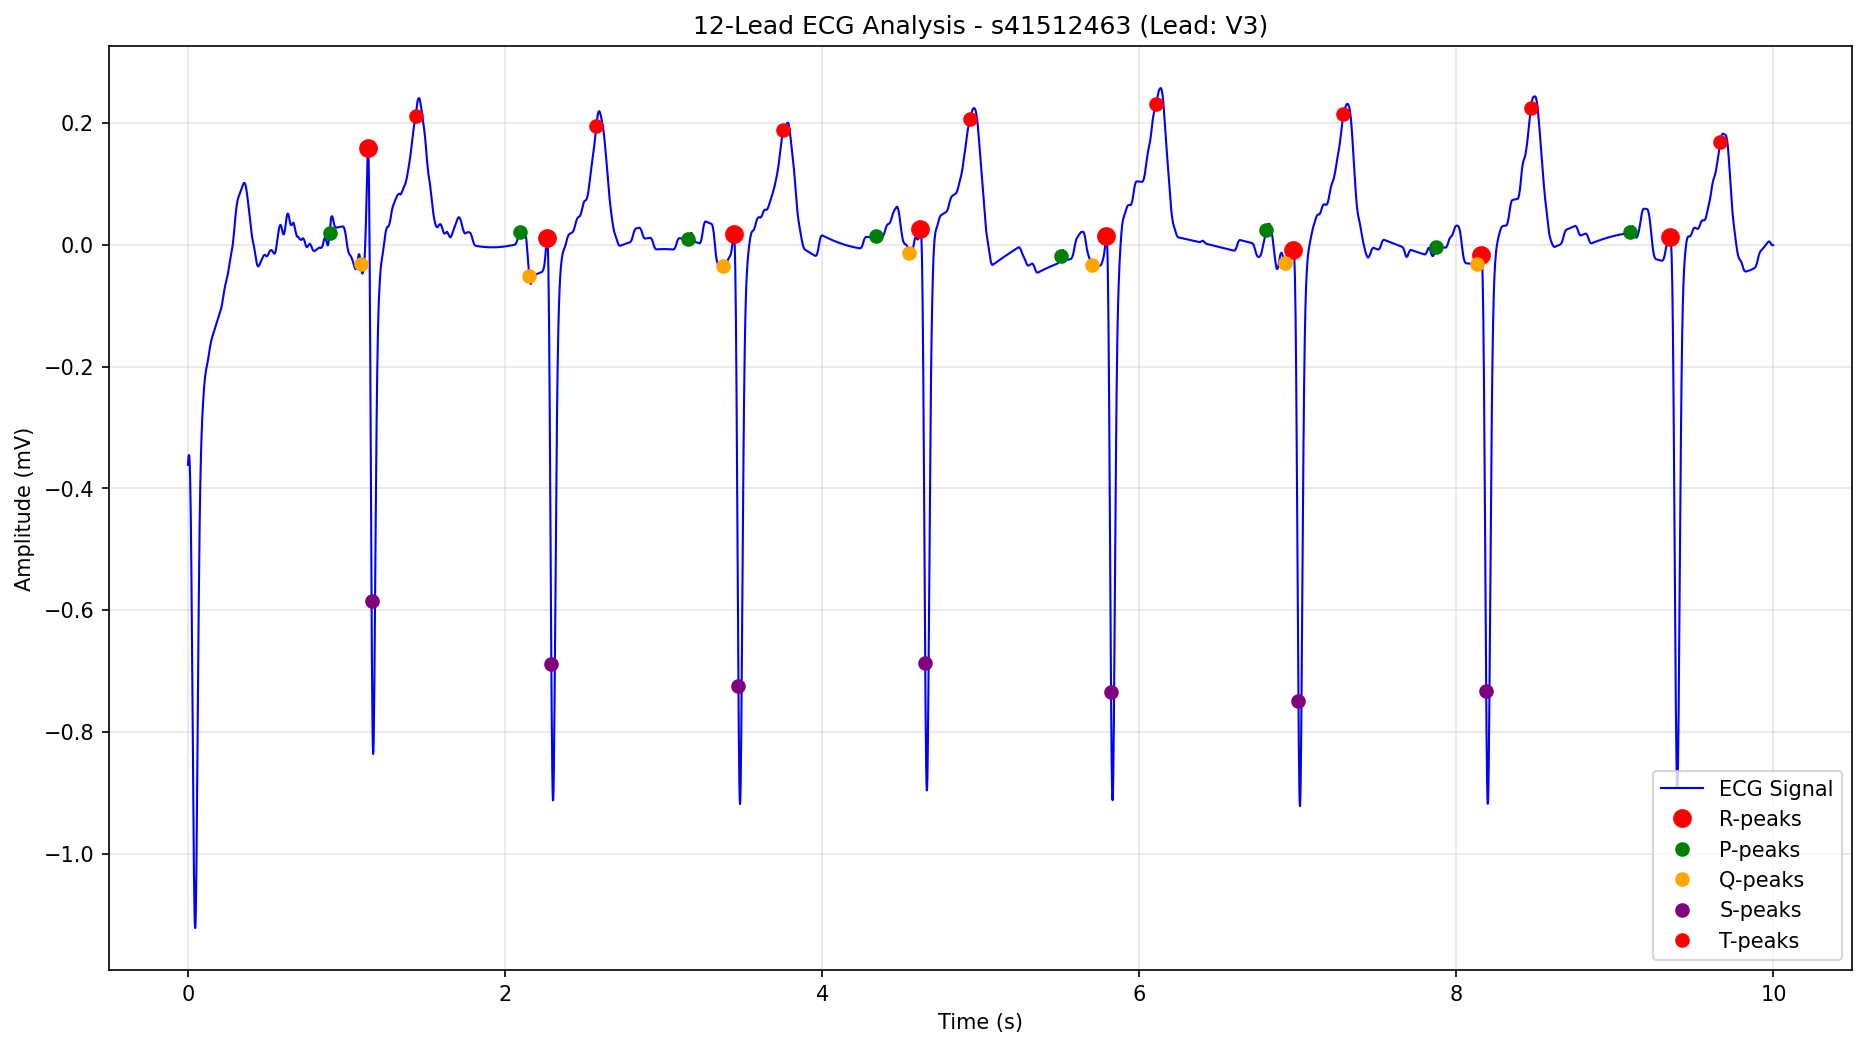 12-Lead ECG Analysis - s41512463 (Lead: V3)
Amplitude (mV)
0.2
0.0
−0.2
−0.4
−0.6
−0.8
−1.0
0 2 4 6 8 10
Time (s)
ECG Signal
R-peaks
P-peaks
Q-peaks
S-peaks
T-peaks